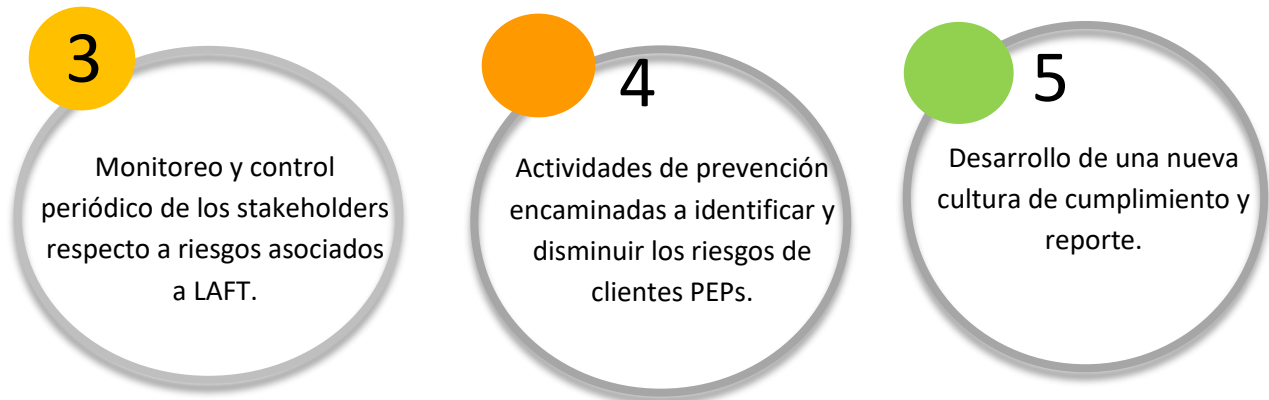 3
Monitoreo y control
periódico de los stakeholders
respecto a riesgos asociados
a LAFT.
4
Actividades de prevención
encaminadas a identificar y
disminuir los riesgos de
clientes PEPs.
5
Desarrollo de una nueva
cultura de cumplimiento y
reporte.